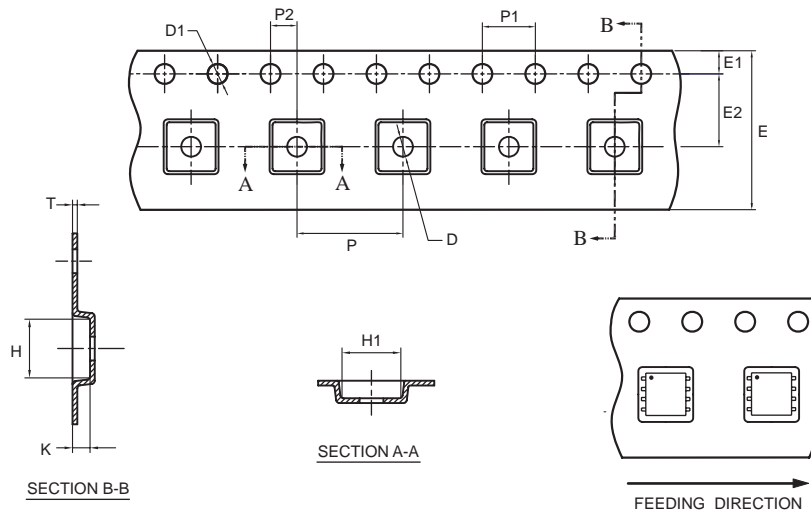 P2
P1
B
D1
E1
E2
E
A
A
B
D
P
T
H
K
H1
SECTION A-A
SECTION B-B
FEEDING DIRECTION